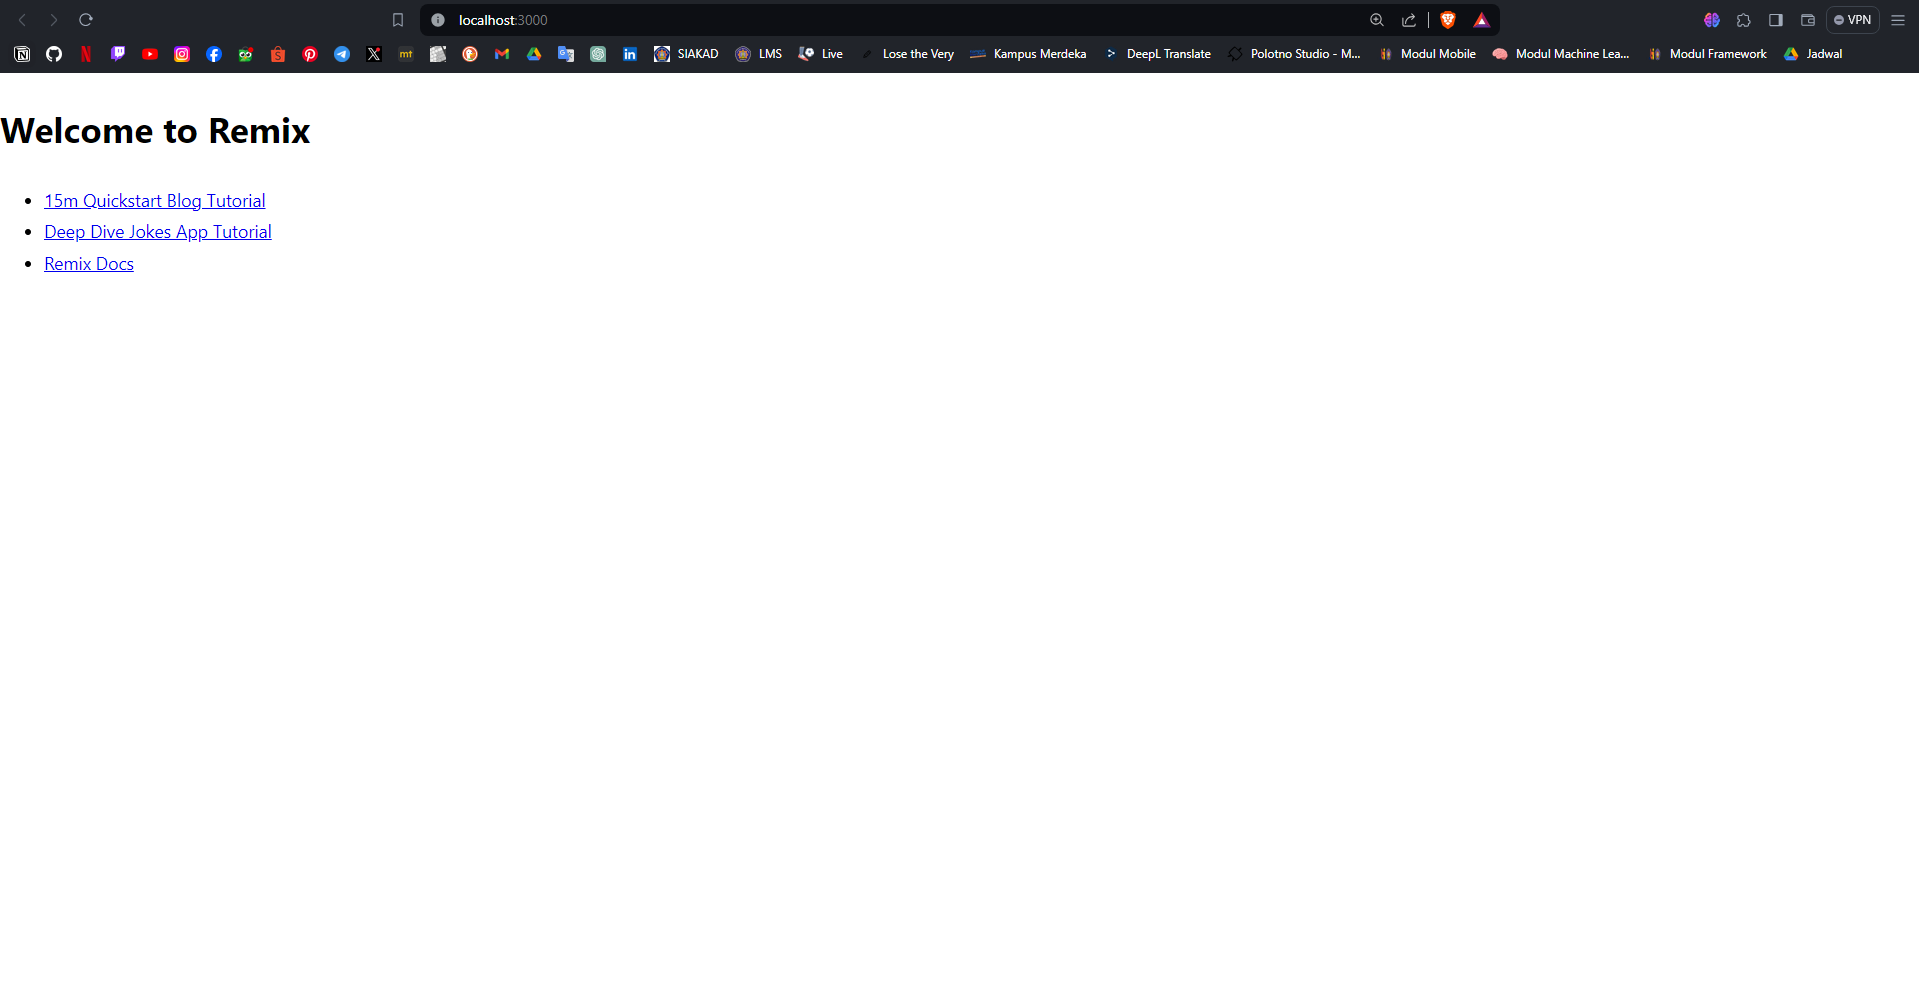 localhost:3000
VPN
mt
SIAKAD
LMS
Live
Lose the Very
Kampus Merdeka
DeepL Translate
Polotno Studio - M...
Modul Mobile
Modul Machine Lea...
Modul Framework
Jadwal
Welcome to Remix
15m Quickstart Blog Tutorial
Deep Dive Jokes App Tutorial
Remix Docs